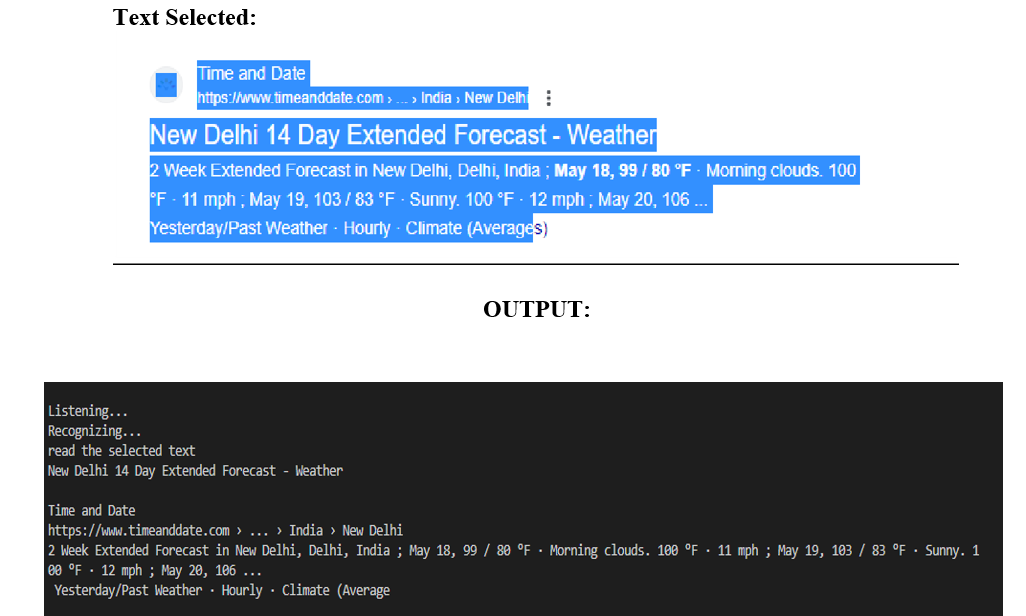 Text Selected:
Time and Date
https://www.timeanddate.com › ... › India › New Delhi
New Delhi 14 Day Extended Forecast - Weather
2 Week Extended Forecast in New Delhi, Delhi, India ; May 18, 99 / 80 °F · Morning clouds. 100
°F · 11 mph ; May 19, 103 / 83 °F · Sunny. 100 °F · 12 mph ; May 20, 106 ...
Yesterday/Past Weather · Hourly · Climate (Averages)
OUTPUT:
Listening...
Recognizing...
read the selected text
New Delhi 14 Day Extended Forecast - Weather
Time and Date
https://www.timeanddate.com › ... › India › New Delhi
2 Week Extended Forecast in New Delhi, Delhi, India ; May 18, 99 / 80 °F · Morning clouds. 100 °F · 11 mph ; May 19, 103 / 83 °F · Sunny. 1
00 °F · 12 mph ; May 20, 106 ...
Yesterday/Past Weather · Hourly · Climate (Average